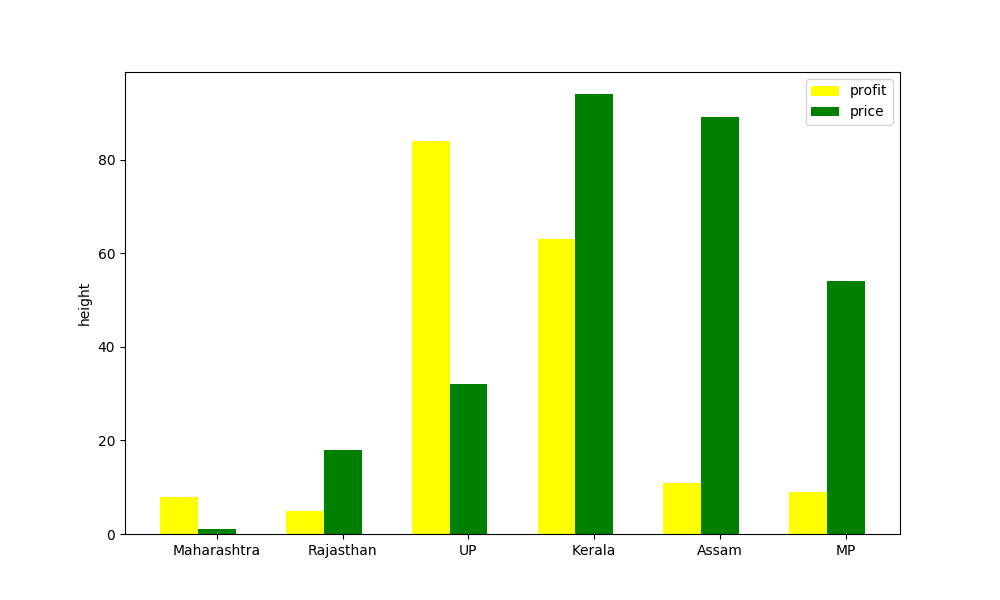 profit
price
80
60
40
20
0
height
Maharashtra
Rajasthan
UP
Kerala
Assam
MP